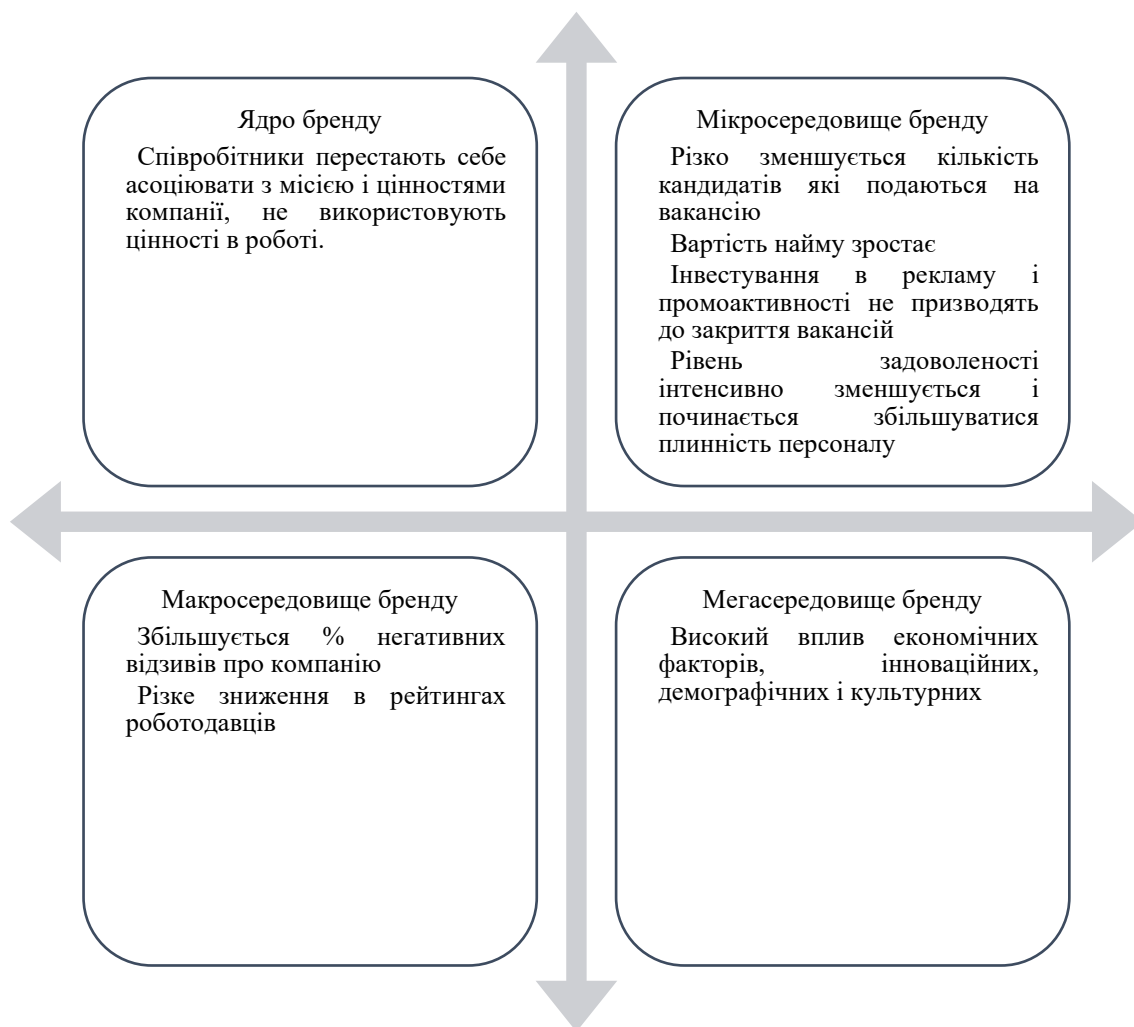 Ядро бренду
Співробітники перестають себе
асоціювати з місією і цінностями
компанії, не використовують
цінності в роботі.
Мікросередовище бренду
Різко зменшується кількість
кандидатів які подаються на
вакансію
Вартість найму зростає
Інвестування в рекламу і
промоактивності не призводять
до закриття вакансій
Рівень задоволеності
інтенсивно зменшується і
починається збільшуватися
плинність персоналу
Макросередовище бренду
Збільшується % негативних
відзивів про компанію
Різке зниження в рейтингах
роботодавців
Мегасередовище бренду
Високий вплив економічних
факторів, інноваційних,
демографічних і культурних